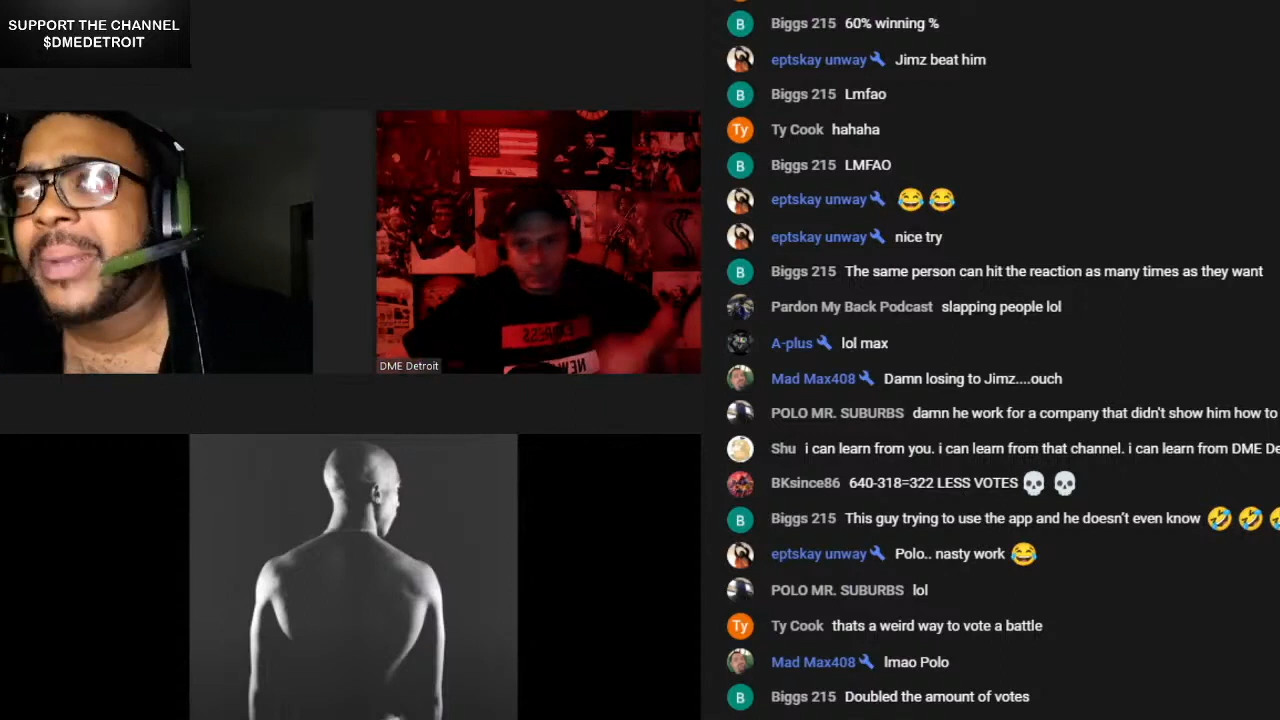 SUPPORT THE CHANNEL
$DMEDETROIT
DME Detroit
EXPRESS
NEW
Biggs 215 60% winning %
eptskay unway Jimz beat him
Biggs 215 Lmfao
Ty Ty Cook hahaha
B Biggs 215 LMFAO
eptskay unway 😂 😂
eptskay unway nice try
B Biggs 215 The same person can hit the reaction as many times as they want
Pardon My Back Podcast slapping people lol
A-plus lol max
Mad Max408 Damn losing to Jimz....ouch
POLO MR. SUBURBS damn he work for a company that didn't show him how to
Shu i can learn from you. i can learn from that channel. i can learn from DME De
BKsince86 640-318=322 LESS VOTES 💀 💀
B Biggs 215 This guy trying to use the app and he doesn't even know 🤣 🤣 🤣
eptskay unway Polo.. nasty work 😂
POLO MR. SUBURBS lol
Ty Ty Cook thats a weird way to vote a battle
Mad Max408 lmao Polo
B Biggs 215 Doubled the amount of votes